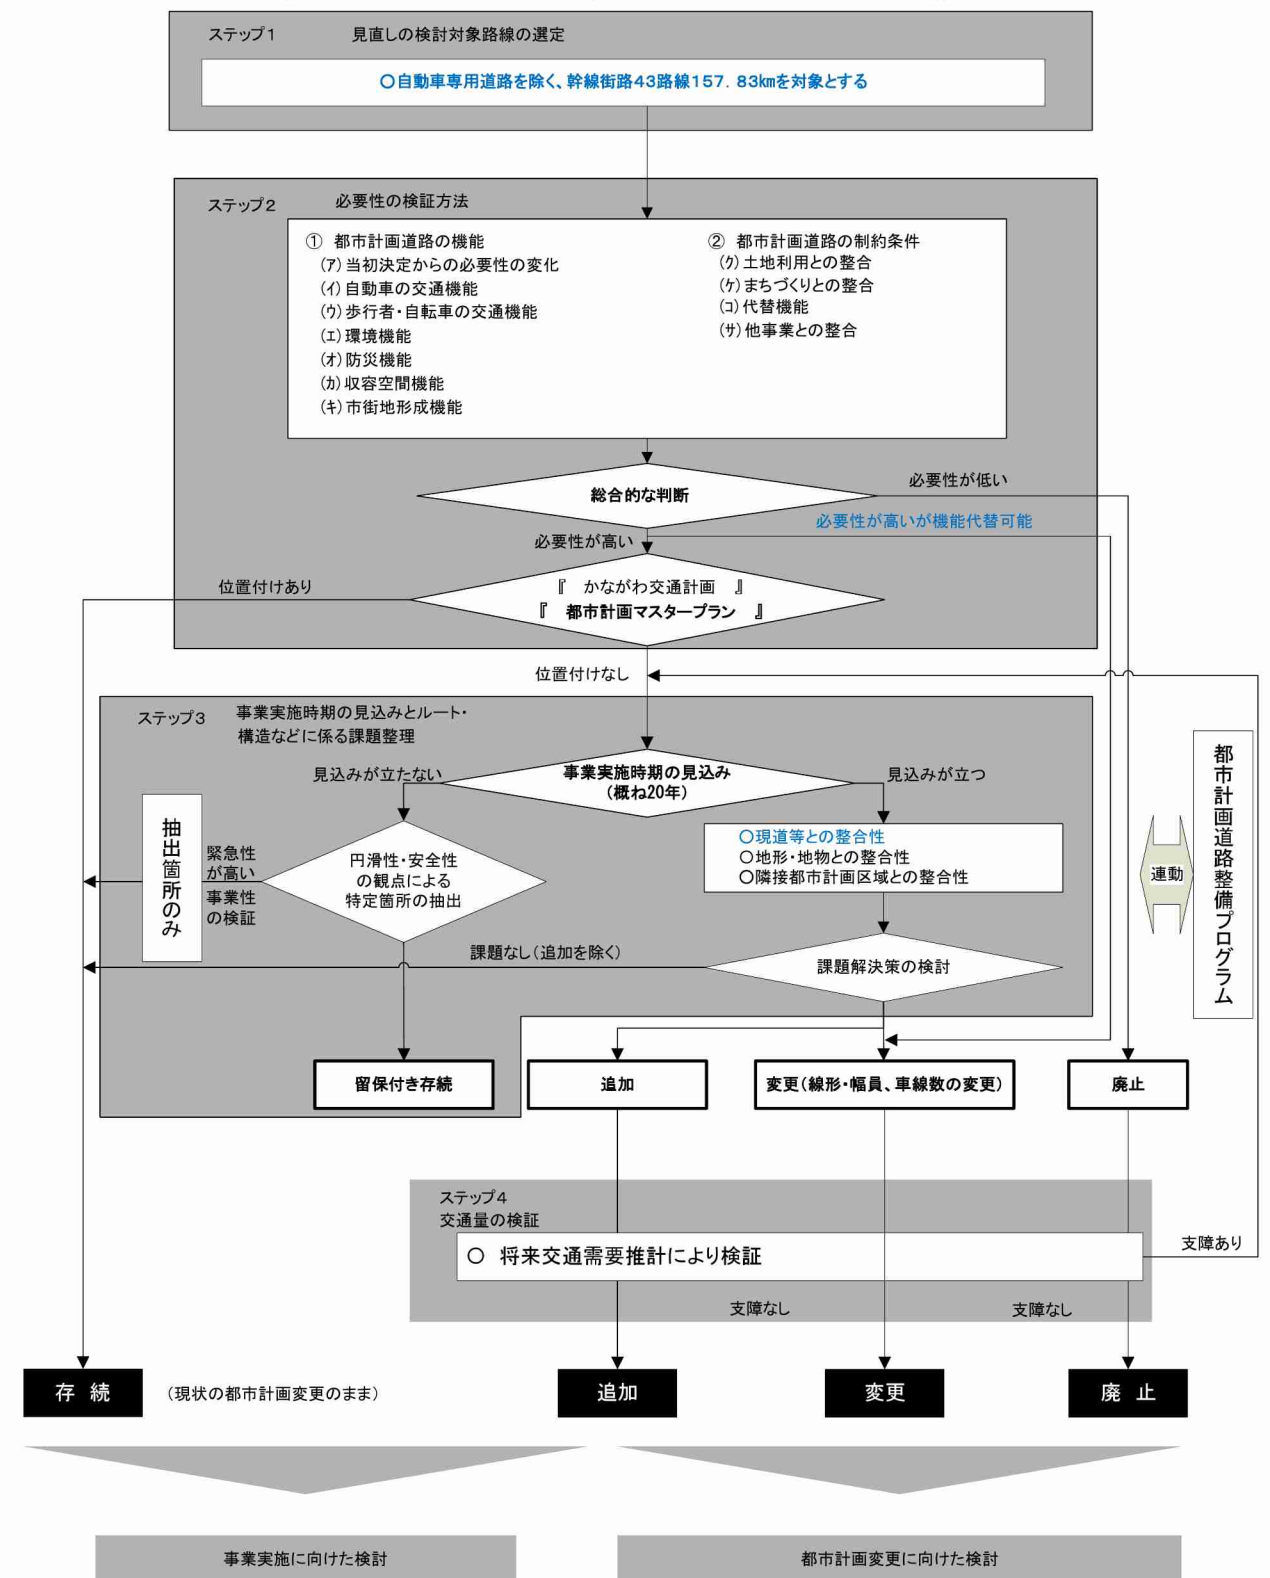 ステップ1 見直しの検討対象路線の選定
○自動車専用道路を除く、幹線街路43路線157.83㎞を対象とする
ステップ2 必要性の検証方法
① 都市計画道路の機能
(ア)当初決定からの必要性の変化
(イ)自動車の交通機能
(ウ)歩行者・自転車の交通機能
(エ)環境機能
(オ)防災機能
(カ)収容空間機能
(キ)市街地形成機能
② 都市計画道路の制約条件
(ク)土地利用との整合
(ケ)まちづくりとの整合
(コ)代替機能
(サ)他事業との整合
総合的な判断
必要性が低い
必要性が高いが機能代替可能
必要性が高い
位置付けあり
『 かながわ交通計画 』
『 都市計画マスタープラン 』
位置付けなし
ステップ3 事業実施時期の見込みとルート・
構造などに係る課題整理
見込みが立たない
事業実施時期の見込み
(概ね20年)
見込みが立つ
抽出箇所のみ
緊急性
が高い
事業性
の検証
円滑性・安全性
の観点による
特定箇所の抽出
○現道等との整合性
○地形・地物との整合性
○隣接都市計画区域との整合性
連動
都市計画道路整備プログラム
課題なし(追加を除く)
課題解決策の検討
留保付き存続
追加
変更(線形・幅員、車線数の変更)
廃止
ステップ4
交通量の検証
○ 将来交通需要推計により検証
支障あり
支障なし
支障なし
存 続
(現状の都市計画変更のまま)
追加
変更
廃 止
事業実施に向けた検討
都市計画変更に向けた検討